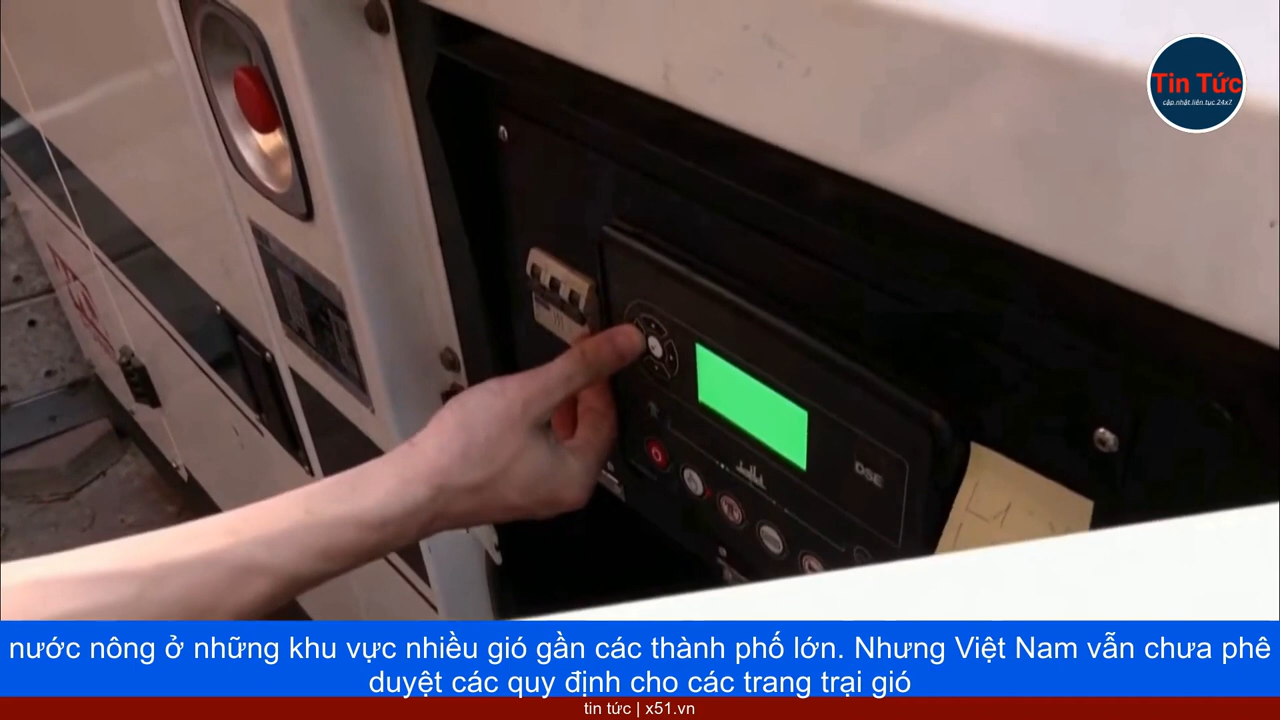 Tin Tức
cập nhật liên tục 24x7
DSE
nước nông ở những khu vực nhiều gió gần các thành phố lớn. Nhưng Việt Nam vẫn chưa phê
duyệt các quy định cho các trang trại gió
tin tức | x51.vn